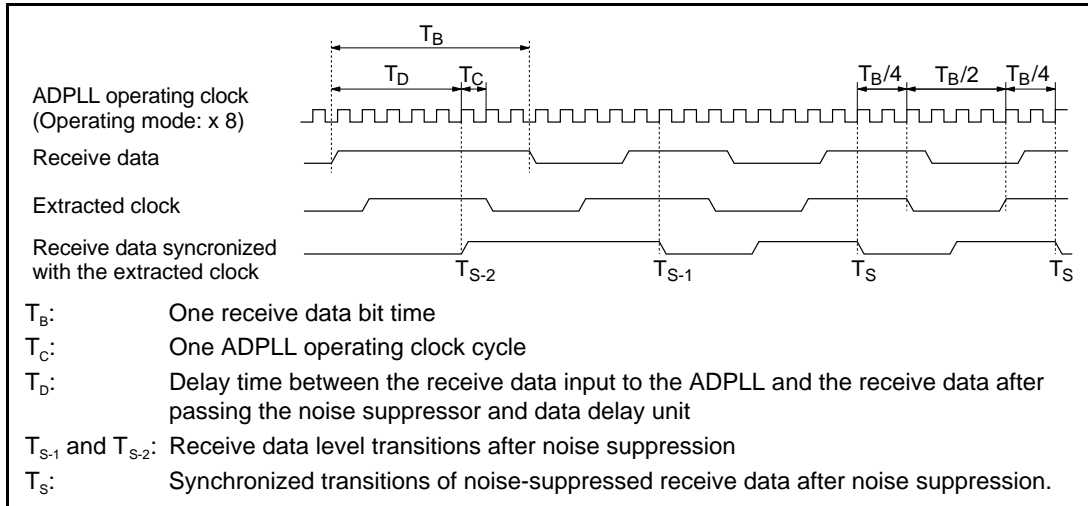 T_B
T_D T_C T_B/4 T_B/2 T_B/4
ADPLL operating clock
(Operating mode: x 8)
Receive data
Extracted clock
Receive data syncronized
with the extracted clock
T_S-2 T_S-1 T_S T_S
T_B: One receive data bit time
T_C: One ADPLL operating clock cycle
T_D: Delay time between the receive data input to the ADPLL and the receive data after
passing the noise suppressor and data delay unit
T_S-1 and T_S-2: Receive data level transitions after noise suppression
T_S: Synchronized transitions of noise-suppressed receive data after noise suppression.